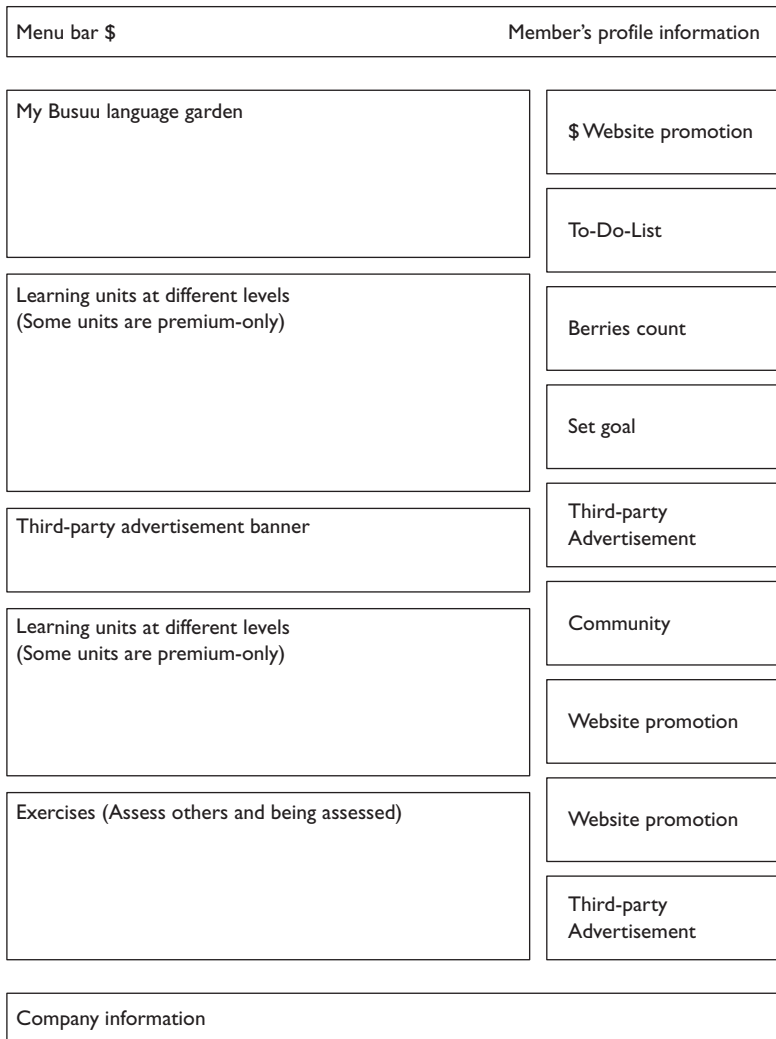 Menu bar $
Member’s profile information
My Busuu language garden
Learning units at different levels
(Some units are premium-only)
Third-party advertisement banner
Learning units at different levels
(Some units are premium-only)
Exercises (Assess others and being assessed)
$ Website promotion
To-Do-List
Berries count
Set goal
Third-party
Advertisement
Community
Website promotion
Website promotion
Third-party
Advertisement
Company information